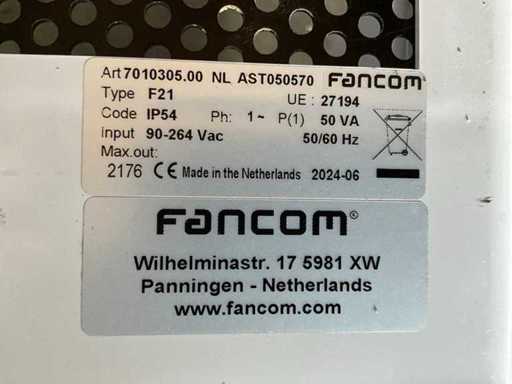 Art 7010305.00 NL AST050570 FANCOM
Type F21 UE : 27194
Code IP54 Ph: 1~ P(1) 50 VA
input 90-264 Vac 50/60 Hz
Max.out:
2176 CE Made in the Netherlands 2024-06
FANCOM®
Wilhelminastr. 17 5981 XW
Panningen - Netherlands
www.fancom.com